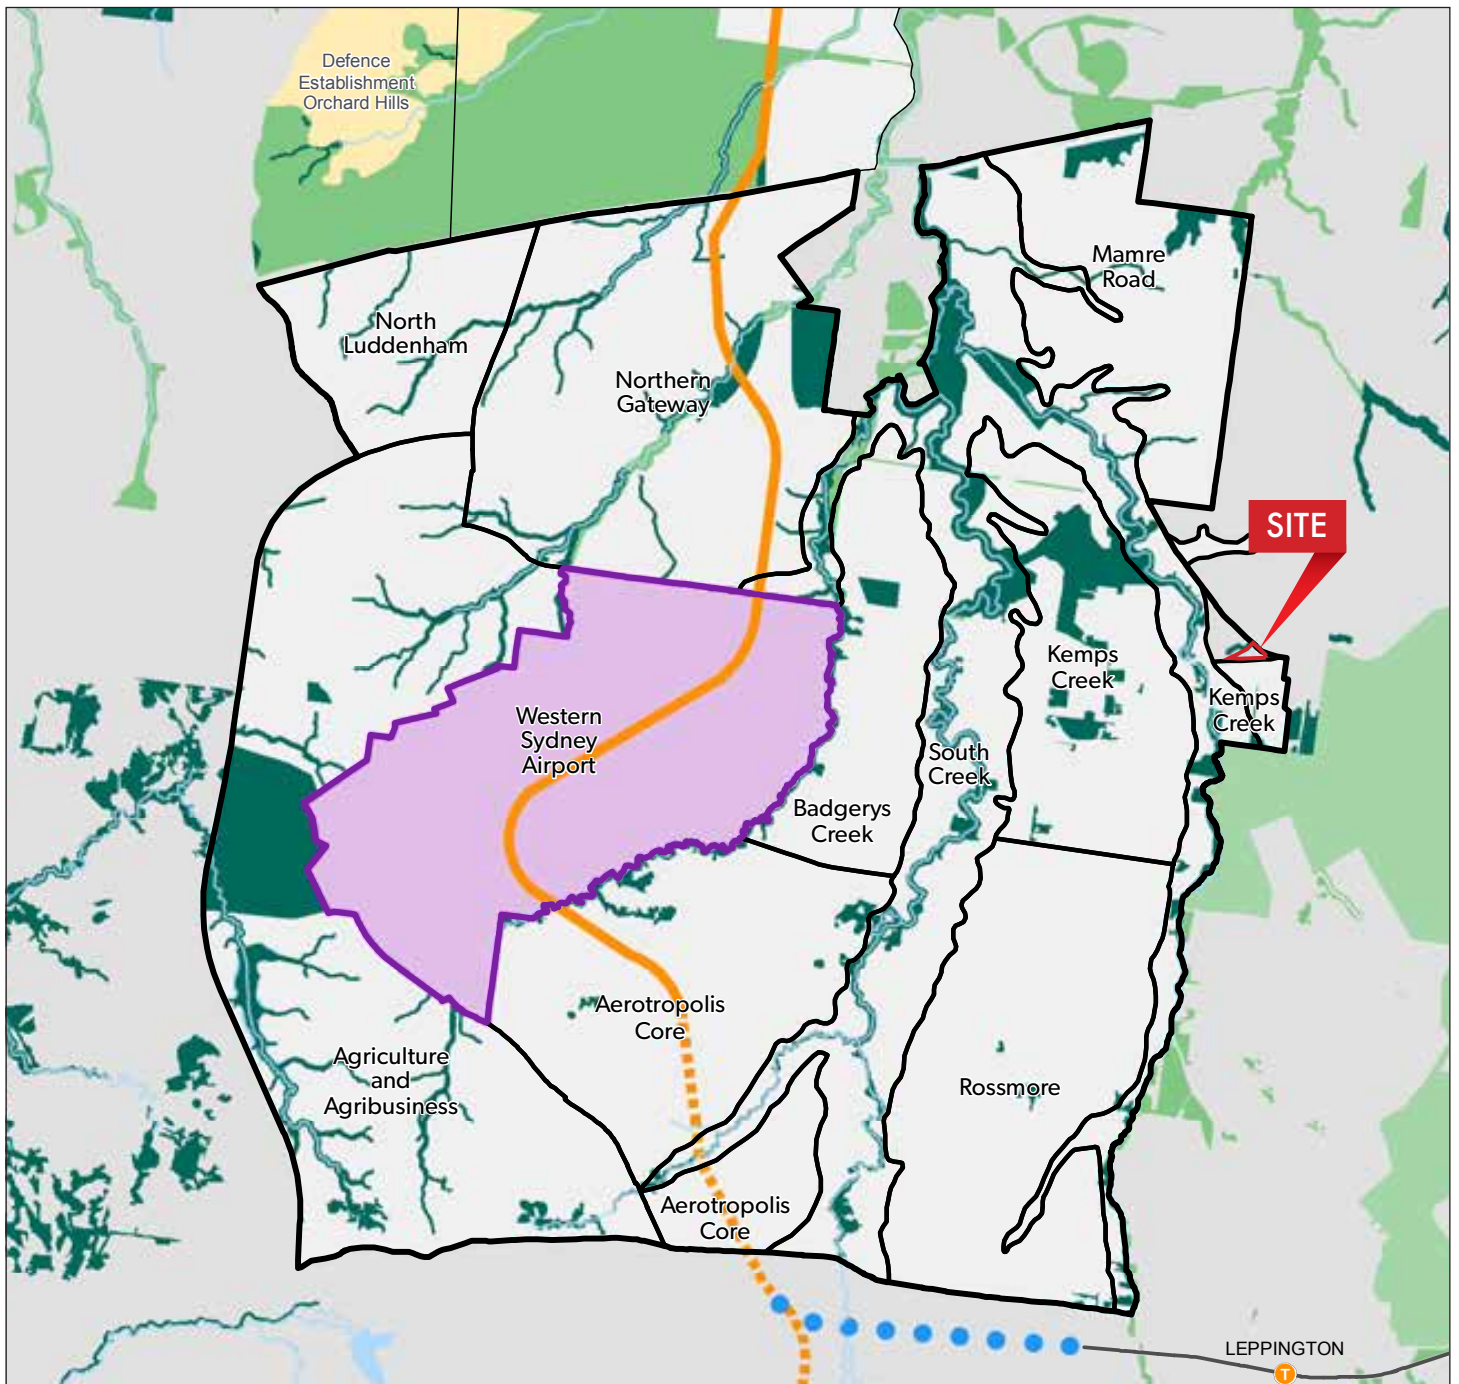 Defence
Establishment
Orchard Hills
Mamre
Road
North
Luddenham
Northern
Gateway
SITE
Kemps
Creek
Kemps
Creek
Western
Sydney
Airport
South
Creek
Badgerys
Creek
Aerotropolis
Core
Agriculture
and
Agribusiness
Rossmore
Aerotropolis
Core
LEPPINGTON
T